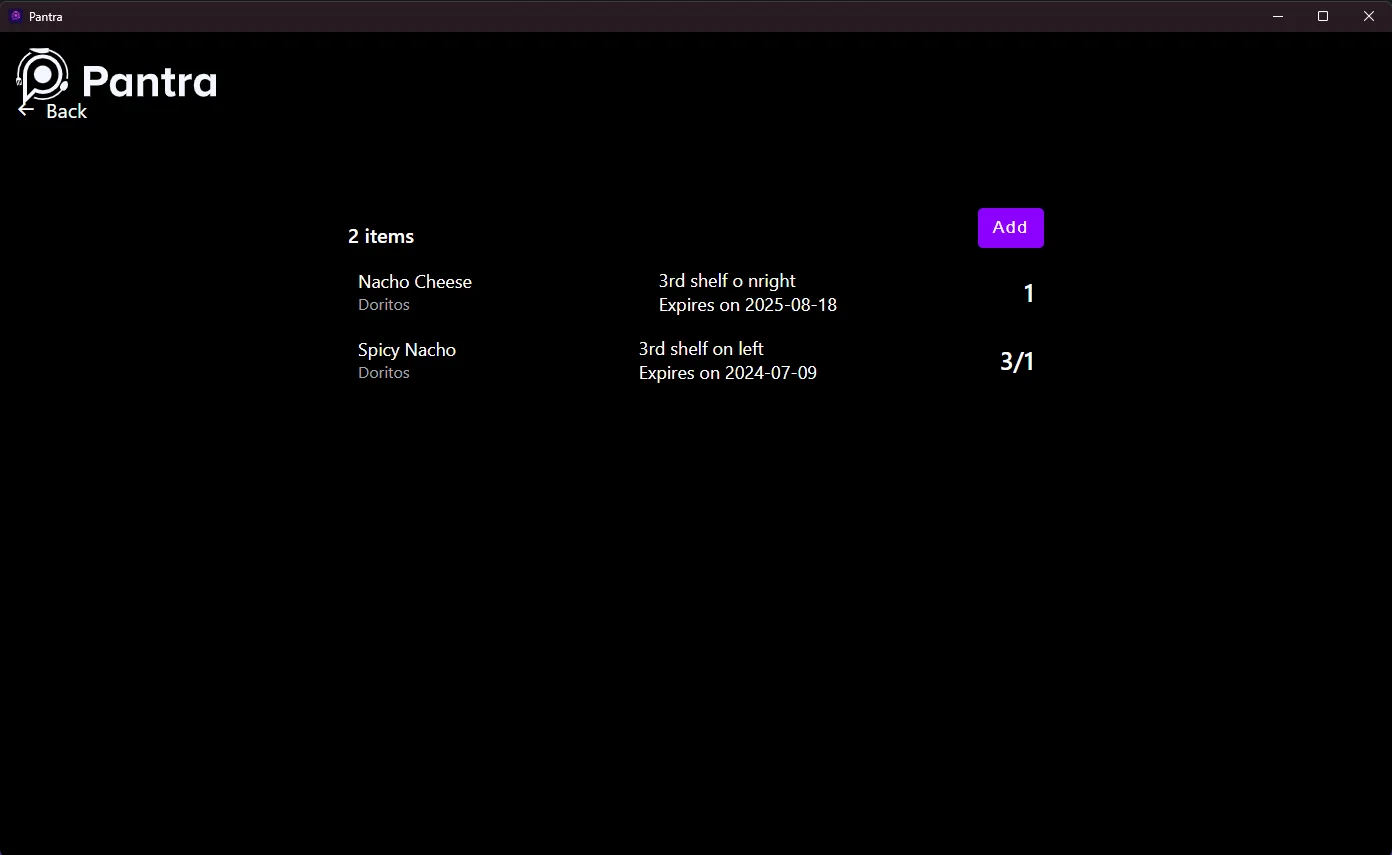 Pantra
Pantra
← Back
2 items
Add
Nacho Cheese
Doritos
3rd shelf o nright
Expires on 2025-08-18
1
Spicy Nacho
Doritos
3rd shelf on left
Expires on 2024-07-09
3/1